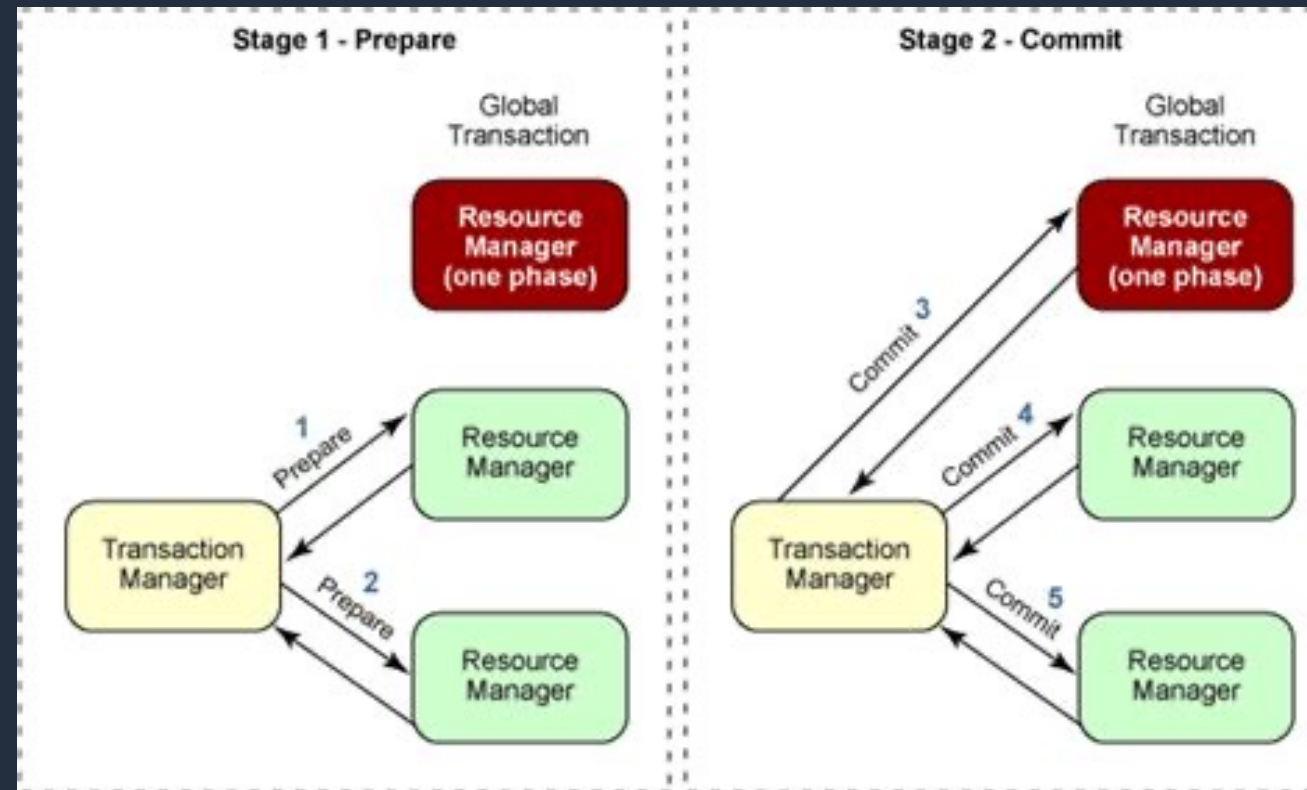 Stage 1 - Prepare
Global
Transaction
Resource
Manager
(one phase)
1
Prepare
Resource
Manager
Transaction
Manager
2
Prepare
Resource
Manager
Stage 2 - Commit
Global
Transaction
Resource
Manager
(one phase)
3
Commit
4
Commit
Resource
Manager
Transaction
Manager
5
Commit
Resource
Manager